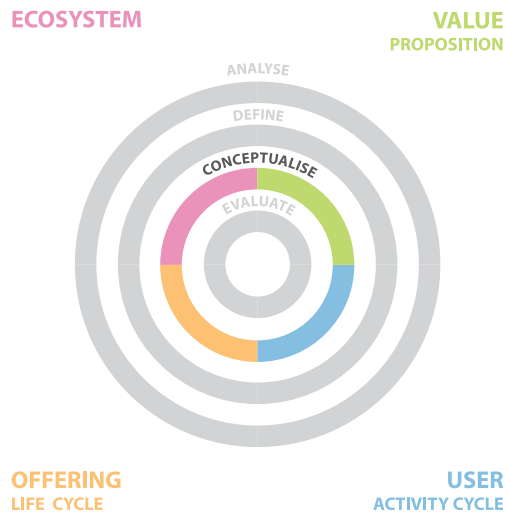 ECOSYSTEM
VALUE
PROPOSITION
ANALYSE
DEFINE
CONCEPTUALISE
EVALUATE
OFFERING
LIFE CYCLE
USER
ACTIVITY CYCLE